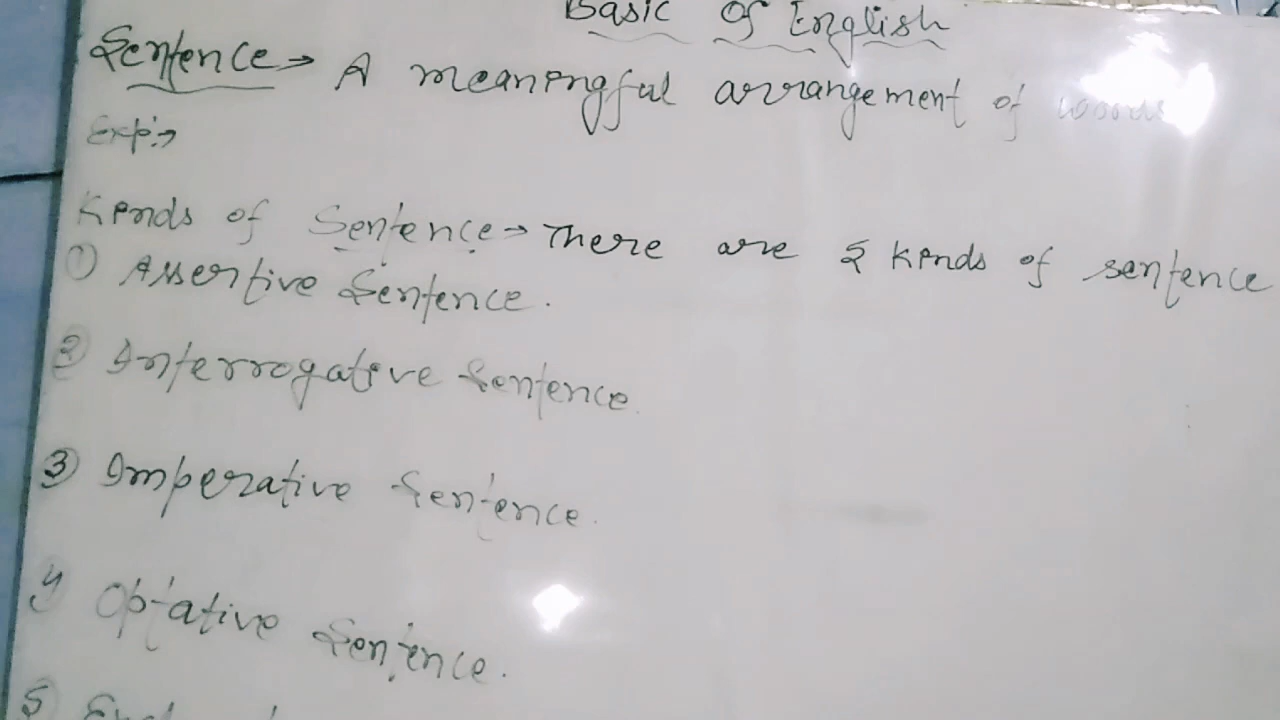 Basic Of English
Sentence → A meaningful arrangement of words
Exp:→
Kinds of Sentence → There are 5 kinds of sentence
① Assertive Sentence.
② Interrogative Sentence.
③ Imperative Sentence.
4) Optative Sentence.
5